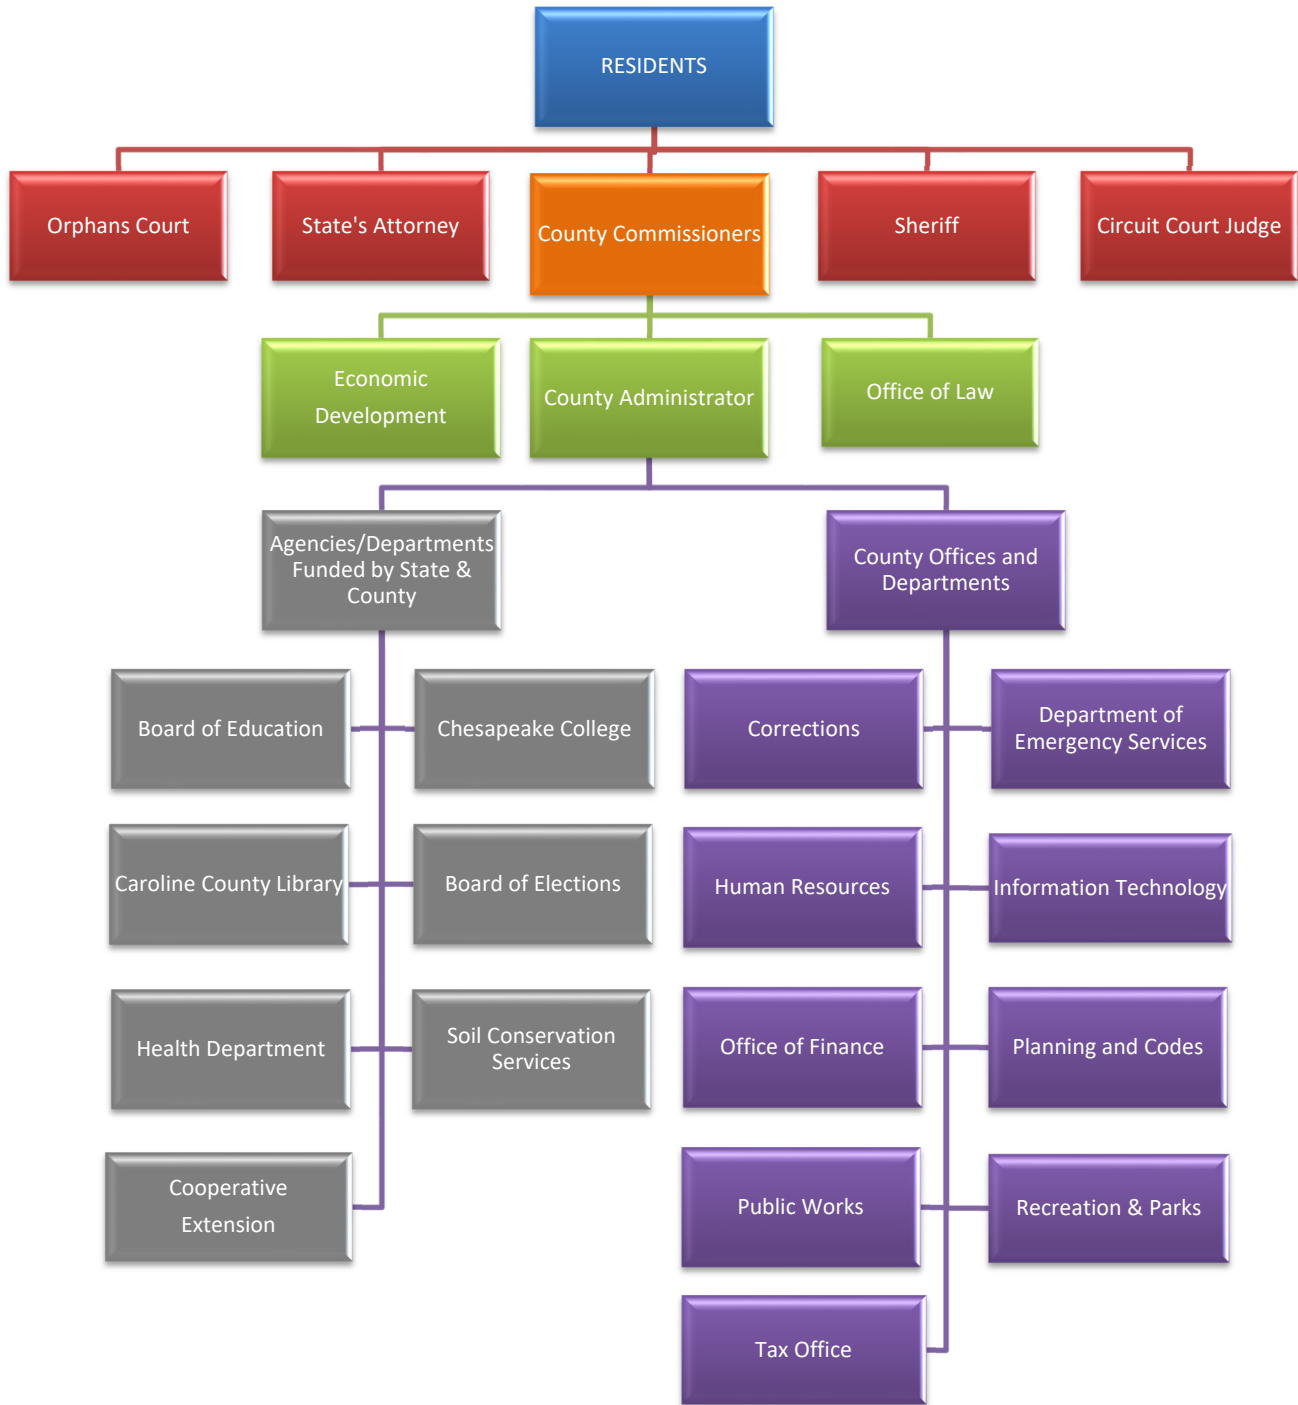 RESIDENTS
Orphans Court
State's Attorney
County Commissioners
Sheriff
Circuit Court Judge
Economic
Development
County Administrator
Office of Law
Agencies/Departments
Funded by State &
County
County Offices and
Departments
Board of Education
Chesapeake College
Corrections
Department of
Emergency Services
Caroline County Library
Board of Elections
Human Resources
Information Technology
Health Department
Soil Conservation
Services
Office of Finance
Planning and Codes
Cooperative
Extension
Public Works
Recreation & Parks
Tax Office